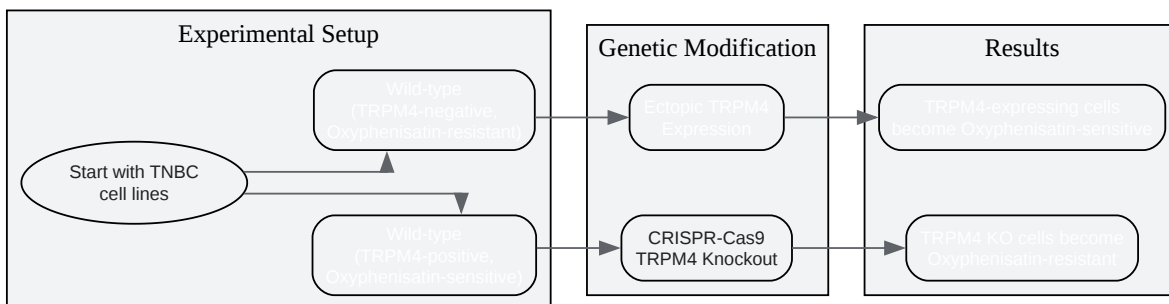 Experimental Setup
Wild-type
(TRPM4-negative,
Oxyphenisatin-resistant)
Start with TNBC
cell lines
Wild-type
(TRPM4-positive,
Oxyphenisatin-sensitive)
Genetic Modification
Ectopic TRPM4
Expression
CRISPR-Cas9
TRPM4 Knockout
Results
TRPM4-expressing cells
become Oxyphenisatin-sensitive
TRPM4 KO cells become
Oxyphenisatin-resistant